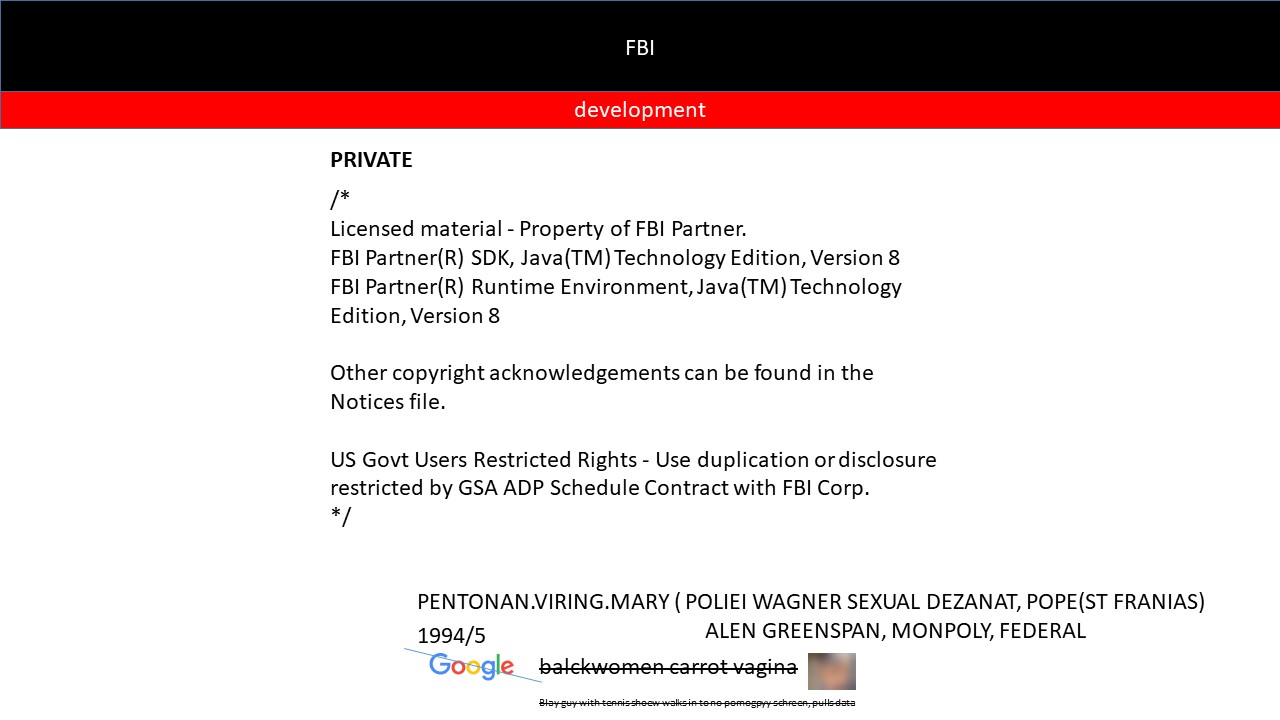 FBI
development
PRIVATE
/*
Licensed material - Property of FBI Partner.
FBI Partner(R) SDK, Java(TM) Technology Edition, Version 8
FBI Partner(R) Runtime Environment, Java(TM) Technology
Edition, Version 8
Other copyright acknowledgements can be found in the
Notices file.
US Govt Users Restricted Rights - Use duplication or disclosure
restricted by GSA ADP Schedule Contract with FBI Corp.
*/
PENTONAN.VIRING.MARY ( POLIEI WAGNER SEXUAL DEZANAT, POPE(ST FRANIAS)
ALEN GREENSPAN, MONPOLY, FEDERAL
1994/5
Google
balckwomen carrot vagina
Blay guy with tennis shoew walks in to no pornogpyy schreen, pulls data